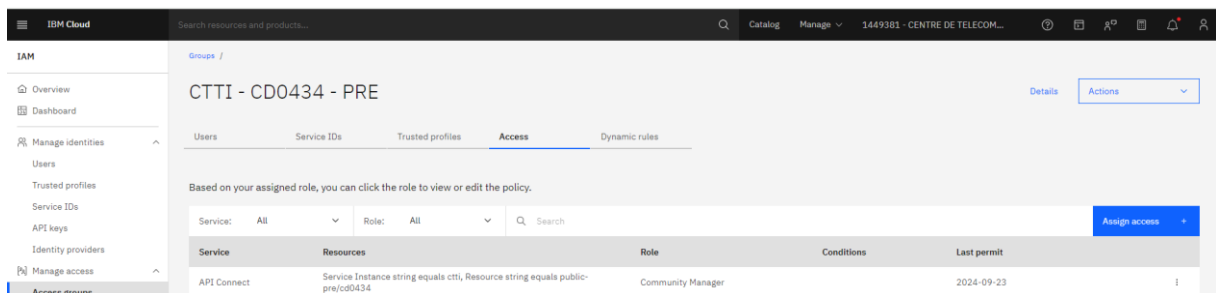 IBM Cloud
Search resources and products...
Catalog
Manage
1449381 - CENTRE DE TELECOM...
IAM
Overview
Dashboard
Manage identities
Users
Trusted profiles
Service IDs
API keys
Identity providers
Manage access
Access groups
Groups /
CTTI - CD0434 - PRE
Details
Actions
Users
Service IDs
Trusted profiles
Access
Dynamic rules
Based on your assigned role, you can click the role to view or edit the policy.
Service: All
Role: All
Search
Assign access +
Service Resources Role Conditions Last permit
API Connect
Service Instance string equals ctti, Resource string equals public-
pre/cd0434
Community Manager
2024-09-23